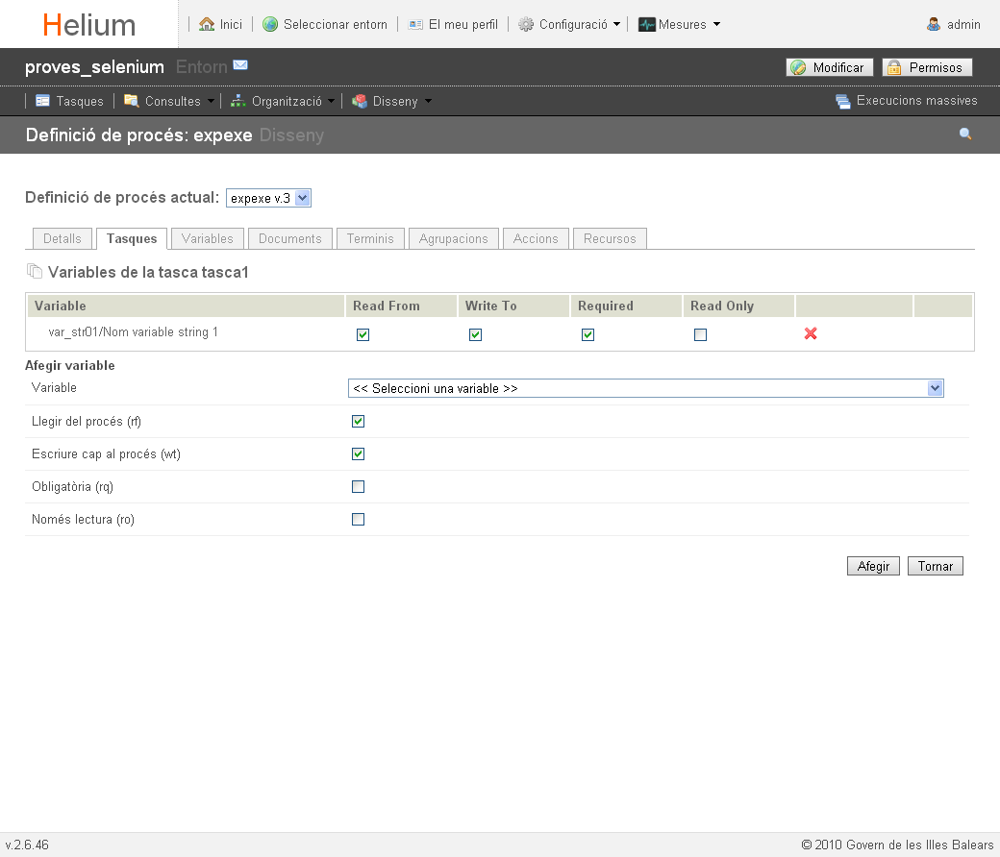 Helium
Inici
Seleccionar entorn
El meu perfil
Configuració
Mesures
admin
proves_selenium Entorn
Modificar
Permisos
Tasques
Consultes
Organització
Disseny
Execucions massives
Definició de procés: expexe Disseny
Definició de procés actual: expexe v.3
Detalls
Tasques
Variables
Documents
Terminis
Agrupacions
Accions
Recursos
Variables de la tasca tasca1
Variable Read From Write To Required Read Only
var_str01/Nom variable string 1
Afegir variable
Variable << Seleccioni una variable >>
Llegir del procés (rf)
Escriure cap al procés (wt)
Obligatòria (rq)
Només lectura (ro)
Afegir
Tornar
v.2.6.46
© 2010 Govern de les Illes Balears